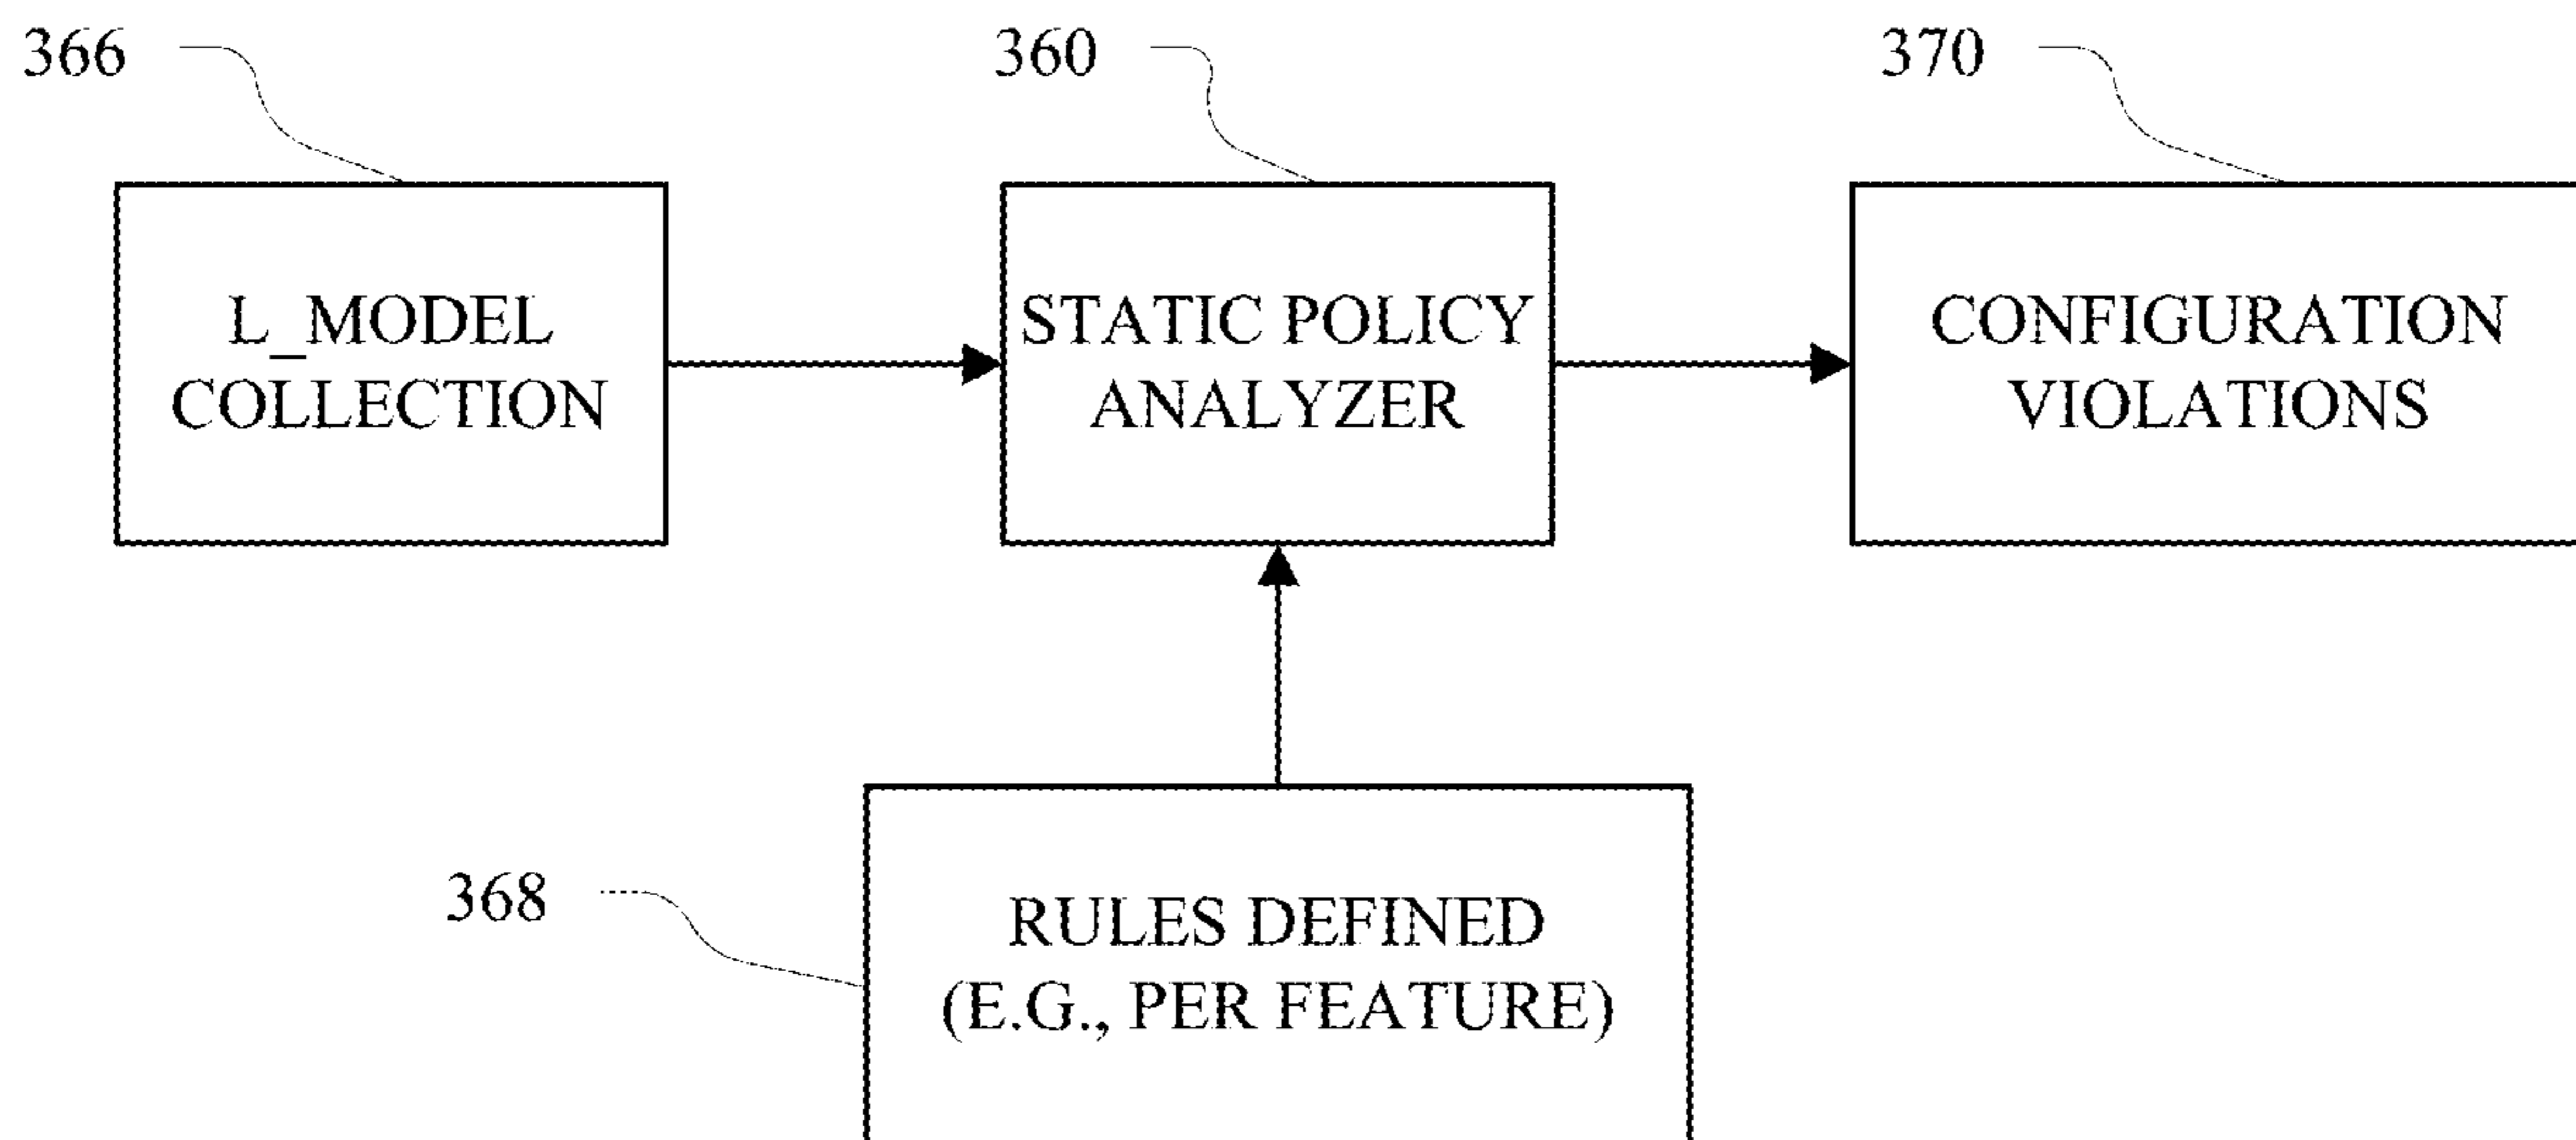 366
360
370
L_MODEL
COLLECTION
STATIC POLICY
ANALYZER
CONFIGURATION
VIOLATIONS
368
RULES DEFINED
(E.G., PER FEATURE)